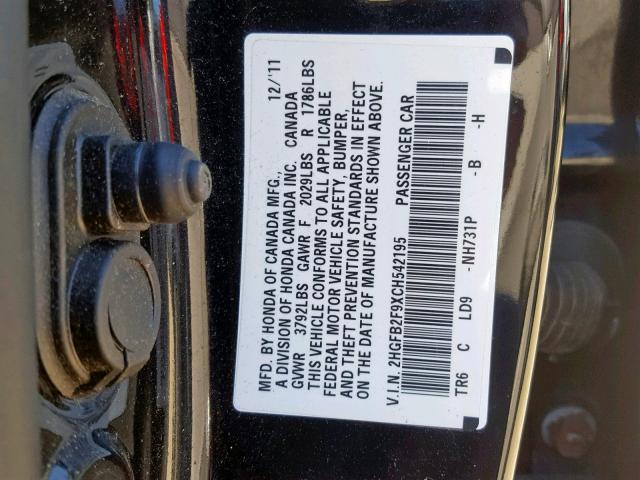 MFD. BY HONDA OF CANADA MFG., 12/'11
A DIVISION OF HONDA CANADA INC. CANADA
GVWR 3792LBS GAWR F 2029LBS R 1786LBS
THIS VEHICLE CONFORMS TO ALL APPLICABLE
FEDERAL MOTOR VEHICLE SAFETY, BUMPER,
AND THEFT PREVENTION STANDARDS IN EFFECT
ON THE DATE OF MANUFACTURE SHOWN ABOVE.
V.I.N. 2HGFB2F9XCH542195 PASSENGER CAR
TR6 C LD9 -NH731P -B -H